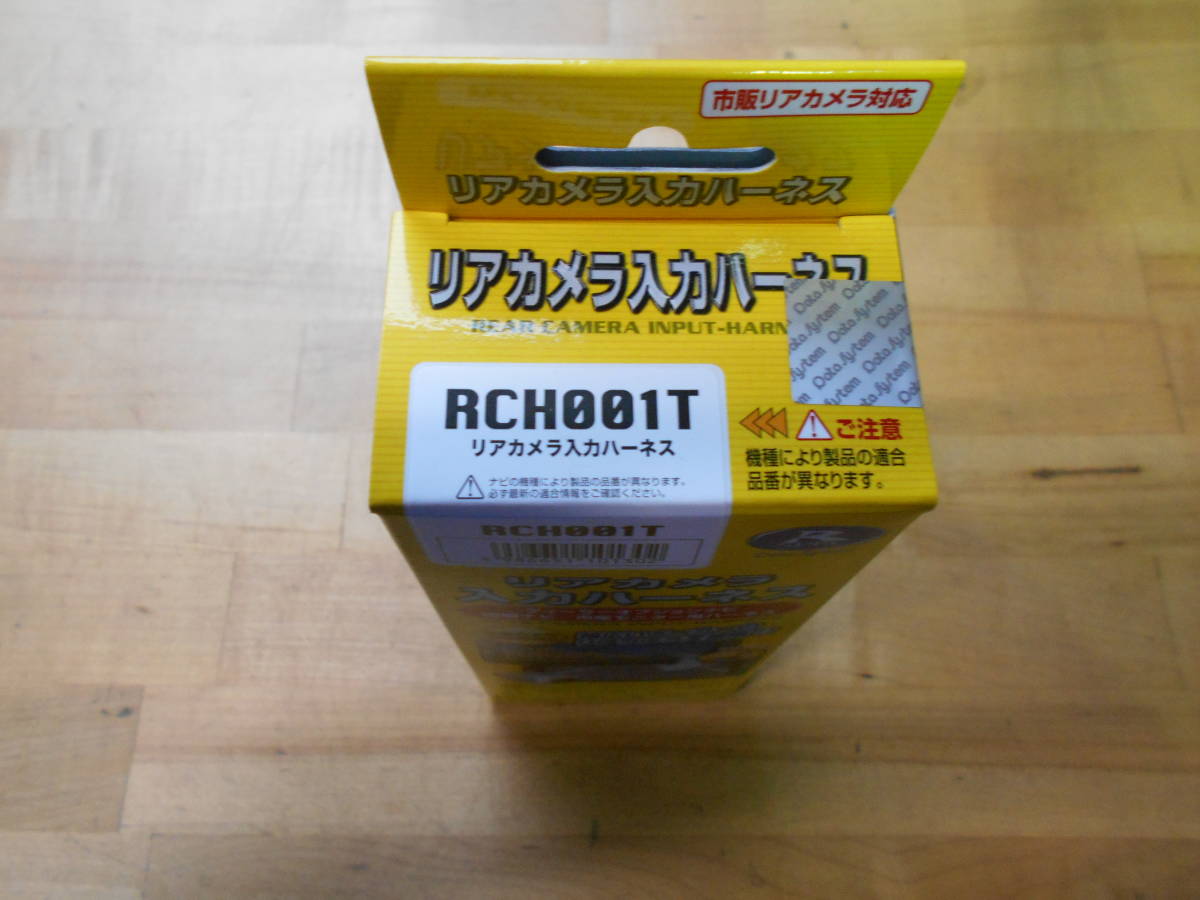 市販リアカメラ対応
リアカメラ入力ハーネス
リアカメラ入力ハーネス
REAR CAMERA INPUT-HARN
Data System
RCH001T
リアカメラ入力ハーネス
ナビの機種により製品の品番が異なります。
必ず最新の適合情報をご確認ください。
ご注意
機種により製品の適合
品番が異なります。
RCH001T
リアカメラ
入力ハーネス